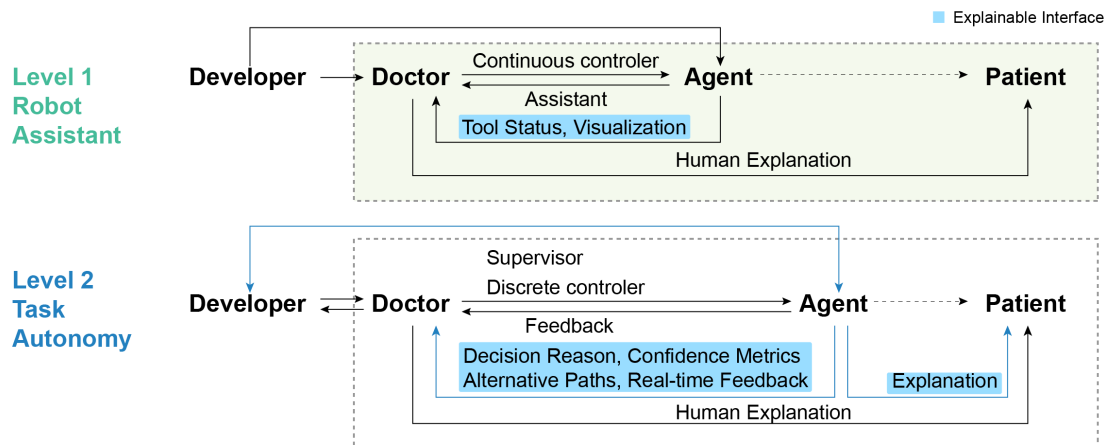 Explainable Interface
Level 1
Robot
Assistant
Developer
Doctor
Continuous controler
Agent
Patient
Assistant
Tool Status, Visualization
Human Explanation
Level 2
Task
Autonomy
Supervisor
Developer
Doctor
Discrete controler
Agent
Patient
Feedback
Decision Reason, Confidence Metrics
Alternative Paths, Real-time Feedback
Explanation
Human Explanation